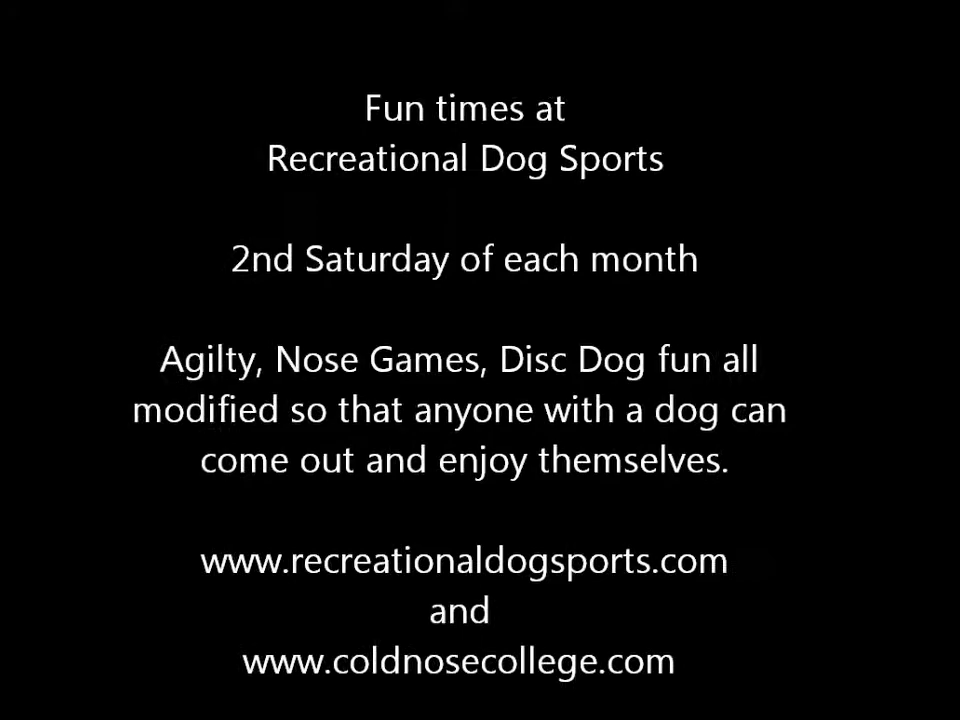 Fun times at
Recreational Dog Sports
2nd Saturday of each month
Agilty, Nose Games, Disc Dog fun all
modified so that anyone with a dog can
come out and enjoy themselves.
www.recreationaldogsports.com
and
www.coldnosecollege.com